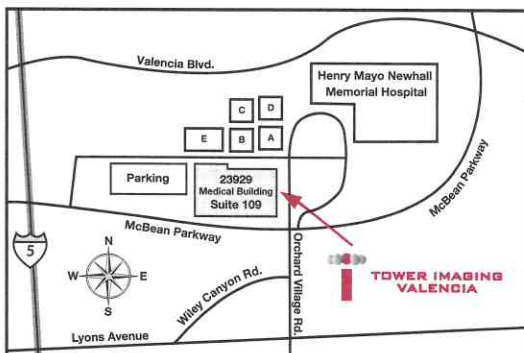 Valencia Blvd.
Henry Mayo Newhall
Memorial Hospital
C
D
E
B
A
Parking
23929
Medical Building
Suite 109
McBean Parkway
McBean Parkway
5
N
W
E
S
Orchard Village Rd.
Wiley Canyon Rd.
TOWER IMAGING
VALENCIA
Lyons Avenue